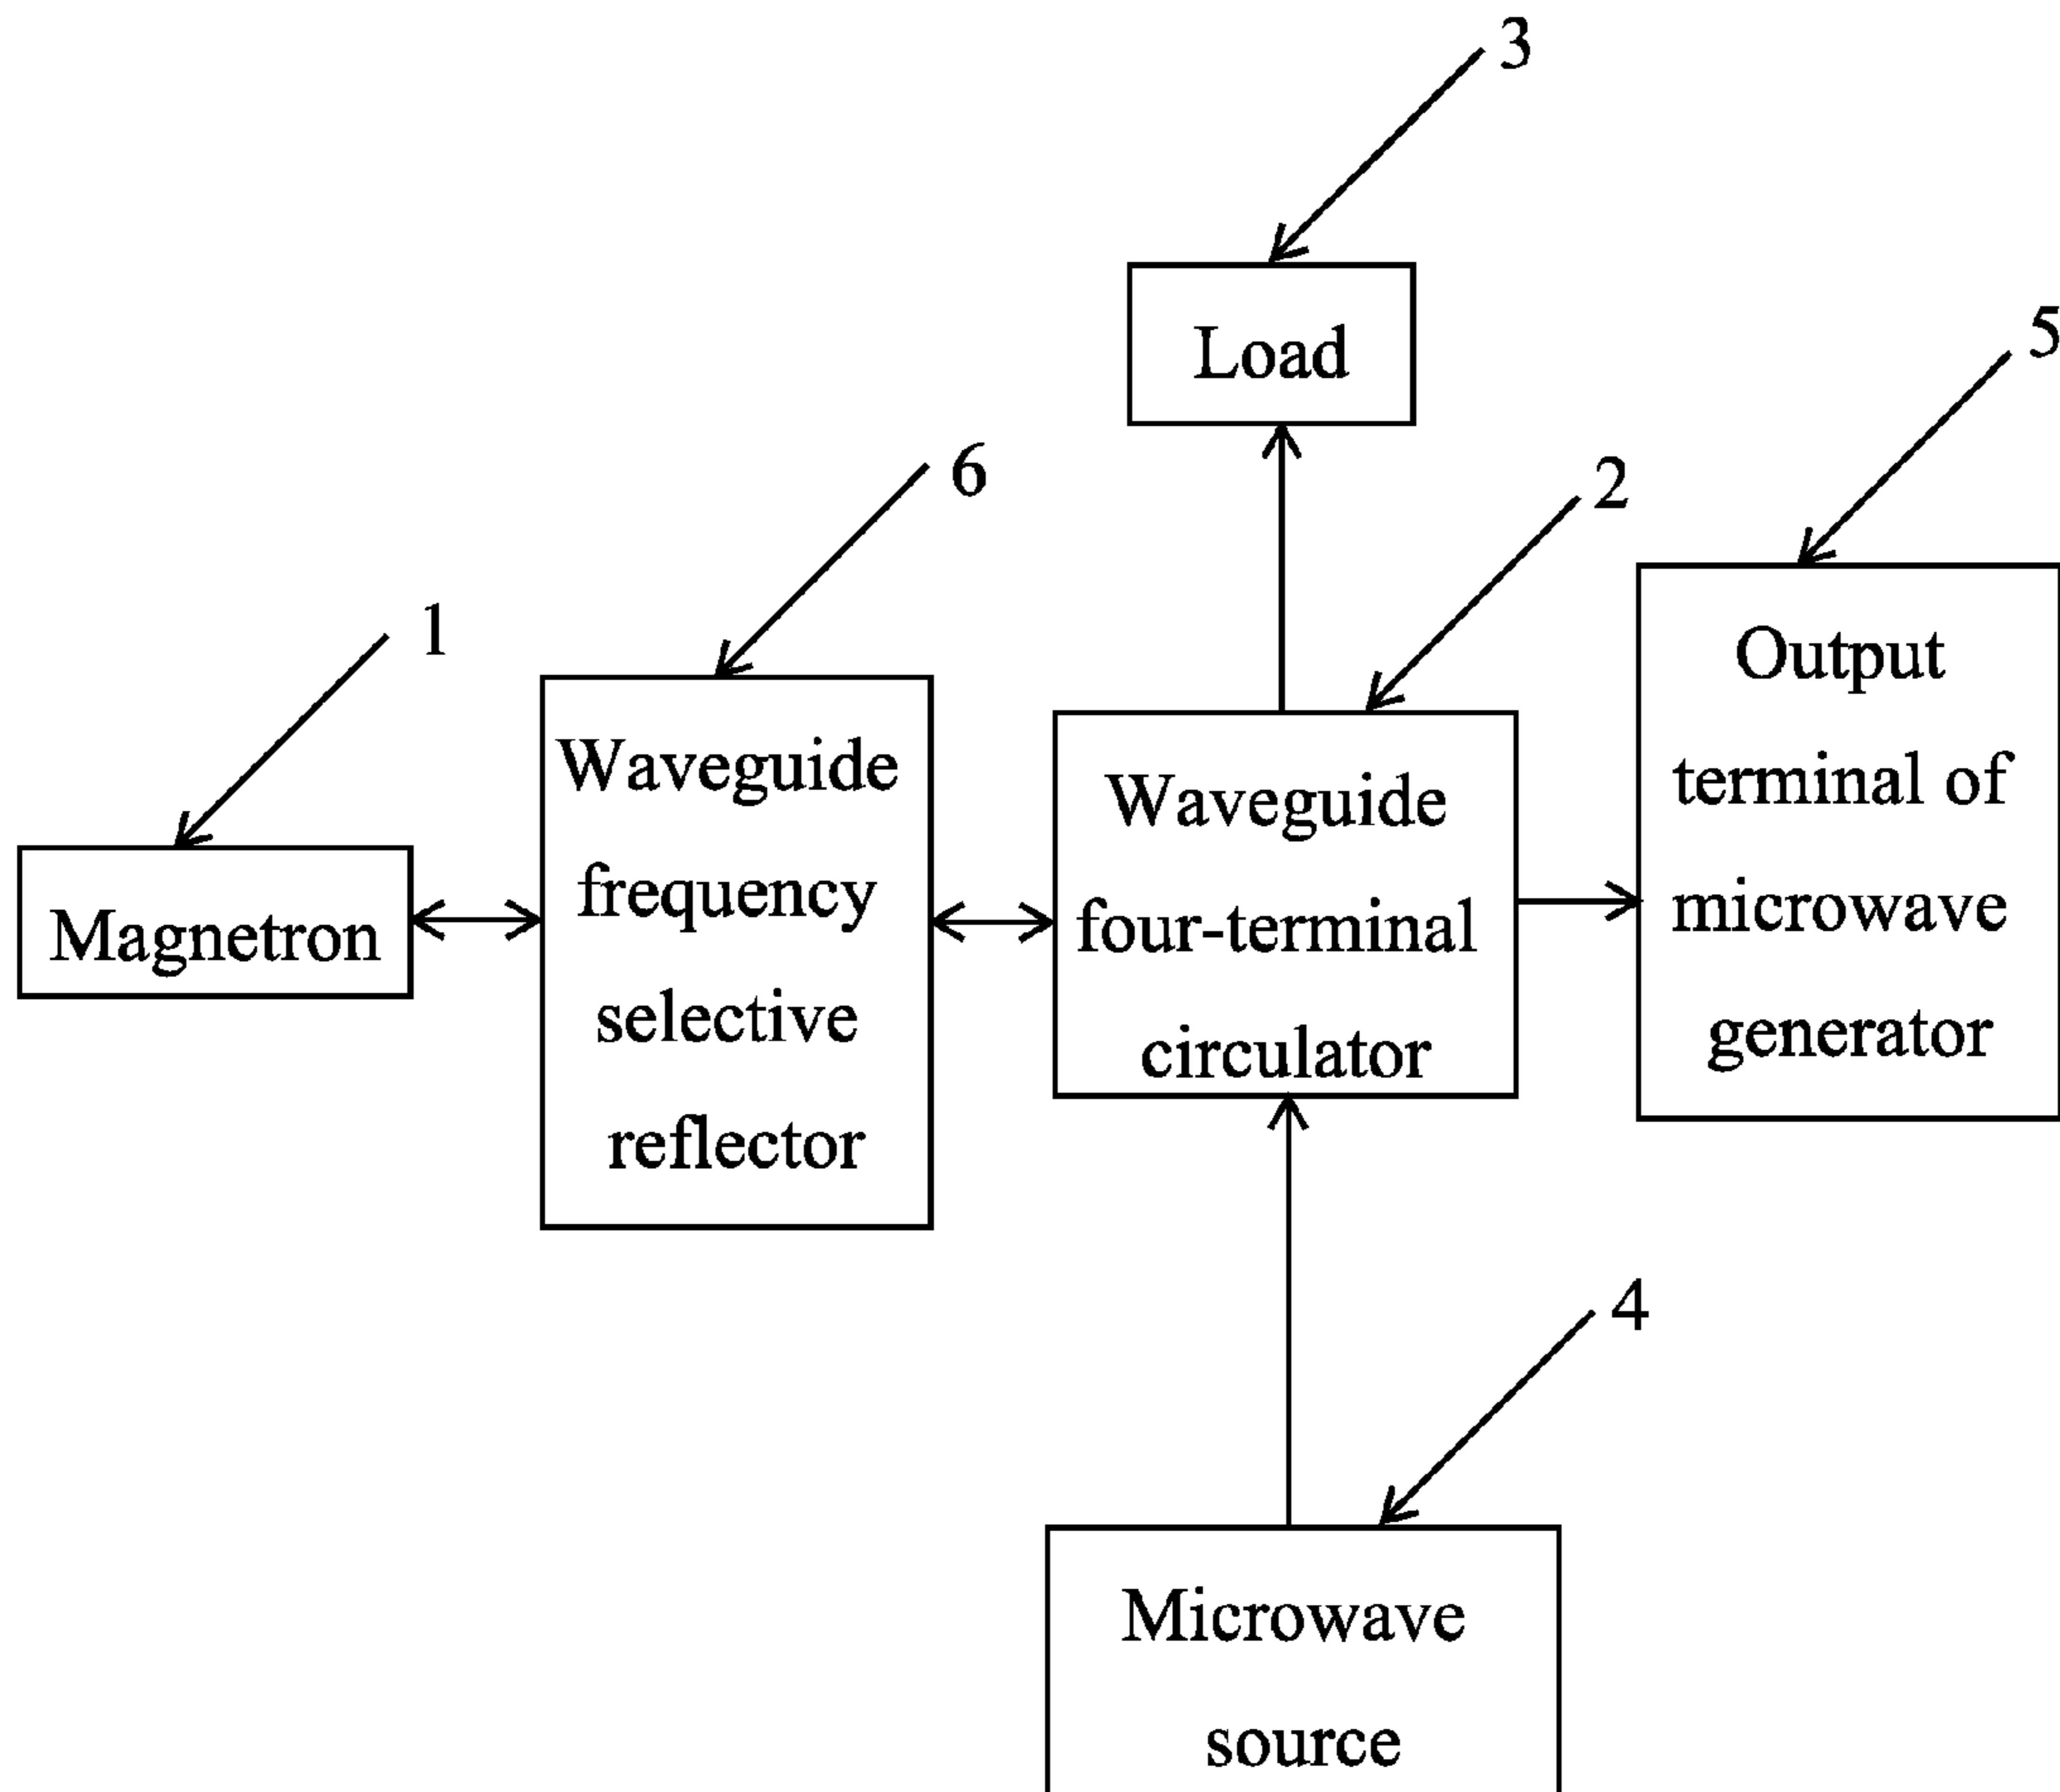 3
Load
5
6
2
1
Output
terminal of
microwave
generator
Waveguide
frequency
selective
reflector
Waveguide
four-terminal
circulator
Magnetron
4
Microwave
source